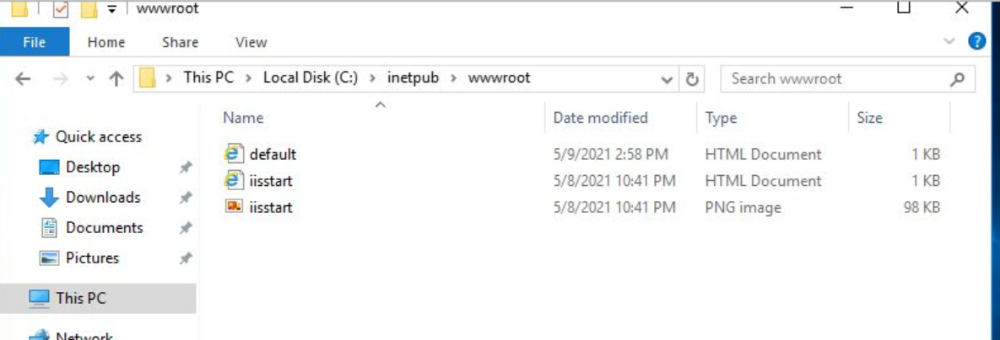 wwwroot
File Home Share View
This PC Local Disk (C:) inetpub wwwroot Search wwwroot
Name Date modified Type Size
Quick access
Desktop
Downloads
Documents
Pictures
This PC
Network
default 5/9/2021 2:58 PM HTML Document 1 KB
iisstart 5/8/2021 10:41 PM HTML Document 1 KB
iisstart 5/8/2021 10:41 PM PNG image 98 KB